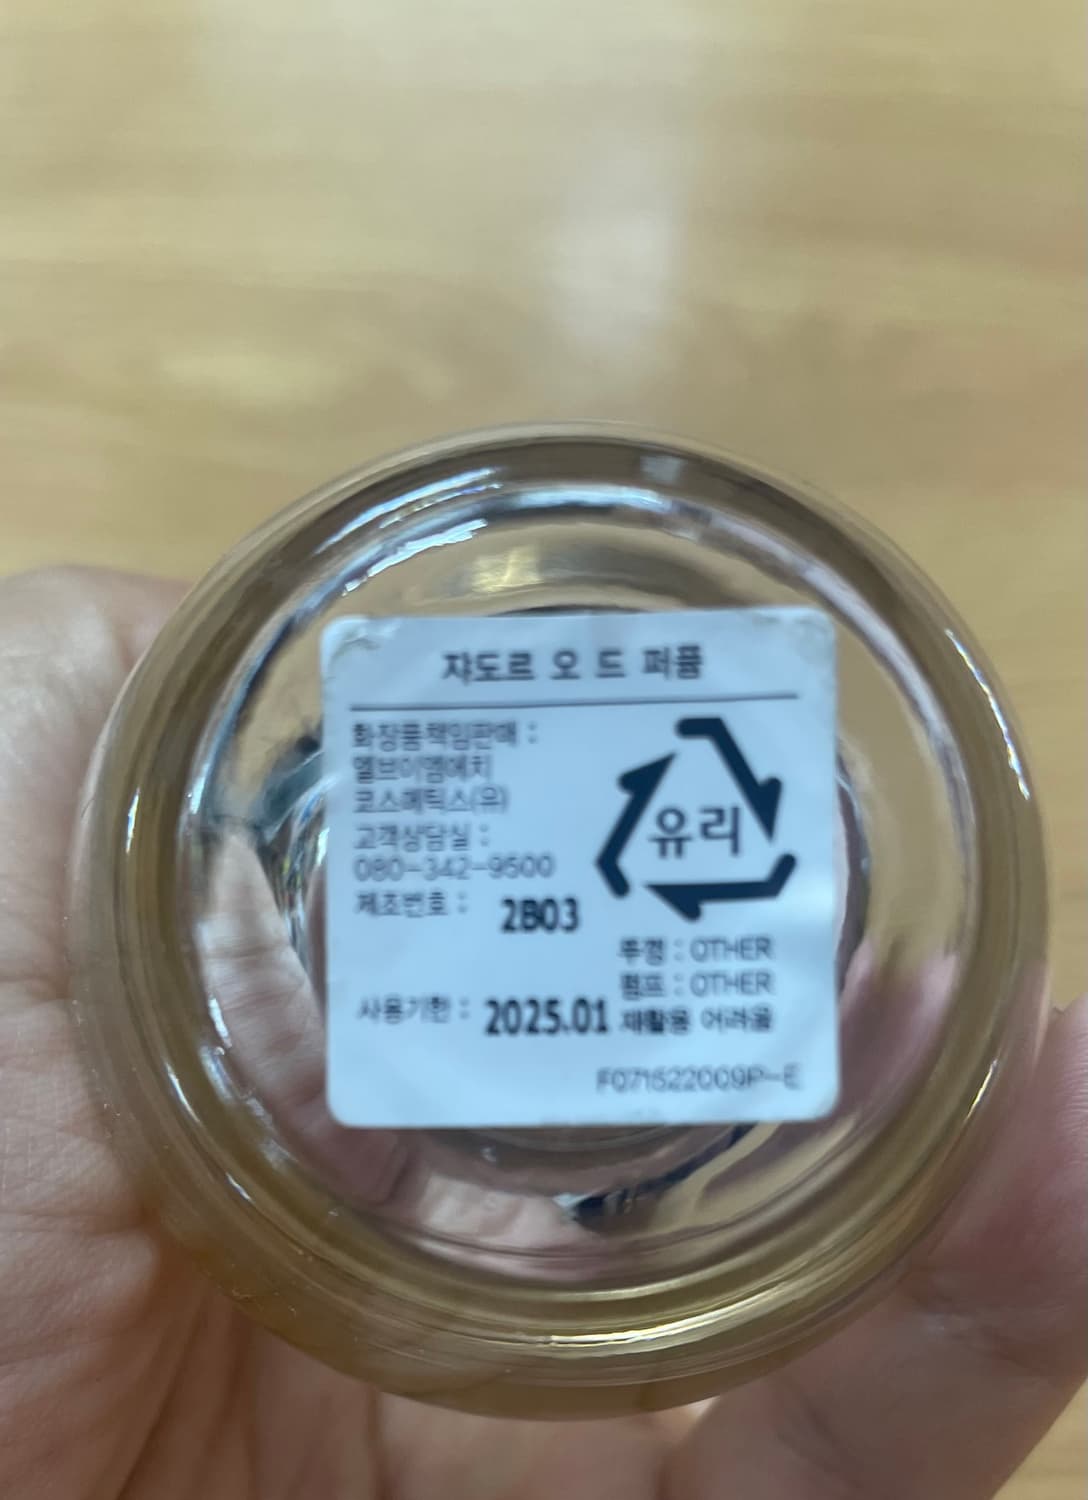 쟈도르 오 드 퍼퓸
화장품책임판매 :
엘브이엠에치
코스메틱스(유)
고객상담실 :
080-342-9500
제조번호 : 2B03
사용기한 : 2025.01
유리
뚜껑 : OTHER
펌프 : OTHER
재활용 어려움
F071522009P-E